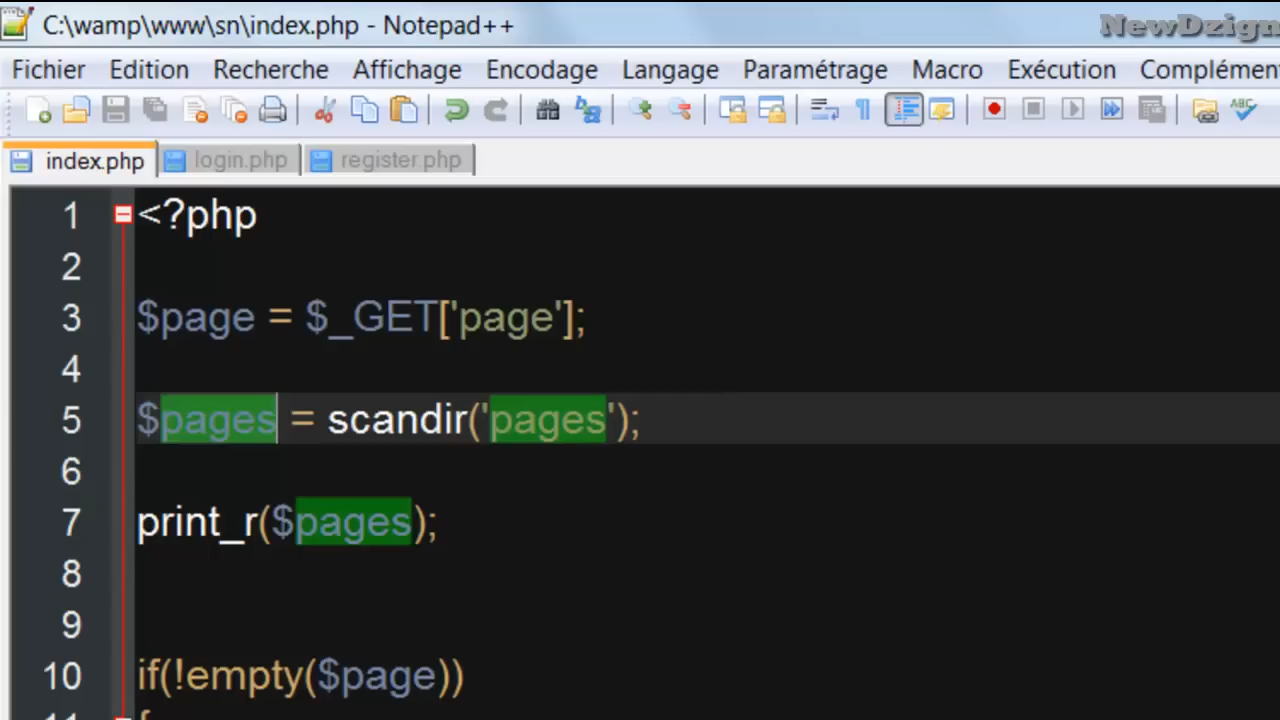 C:\wamp\www\sn\index.php - Notepad++
NewDzign
Fichier Edition Recherche Affichage Encodage Langage Paramétrage Macro Exécution Complément
index.php login.php register.php
1 <?php
2
3 $page = $_GET['page'];
4
5 $pages = scandir('pages');
6
7 print_r($pages);
8
9
10 if(!empty($page))
11 {